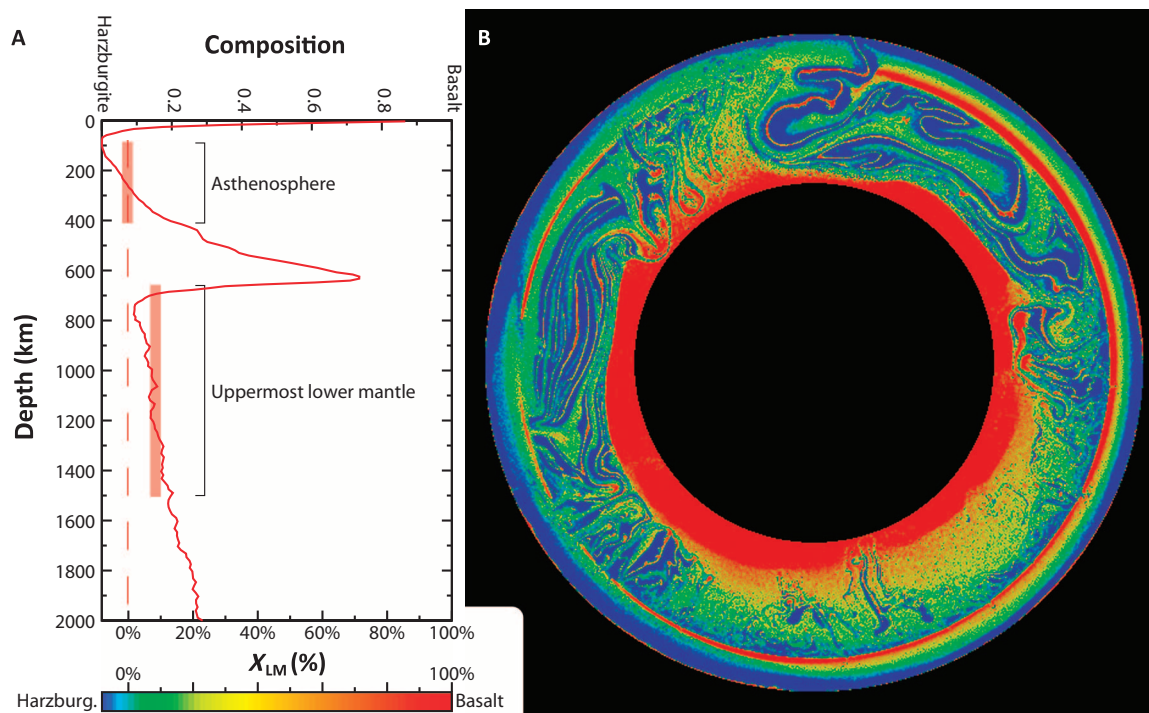 A
Composition
B
Harzburgite
0.2
0.4
0.6
0.8
Basalt
0
200
400
600
800
1000
1200
1400
1600
1800
2000
Depth (km)
Asthenosphere
Uppermost lower mantle
0% 20% 40% 60% 80% 100%
X_LM (%)
0% 100%
Harzburg. Basalt